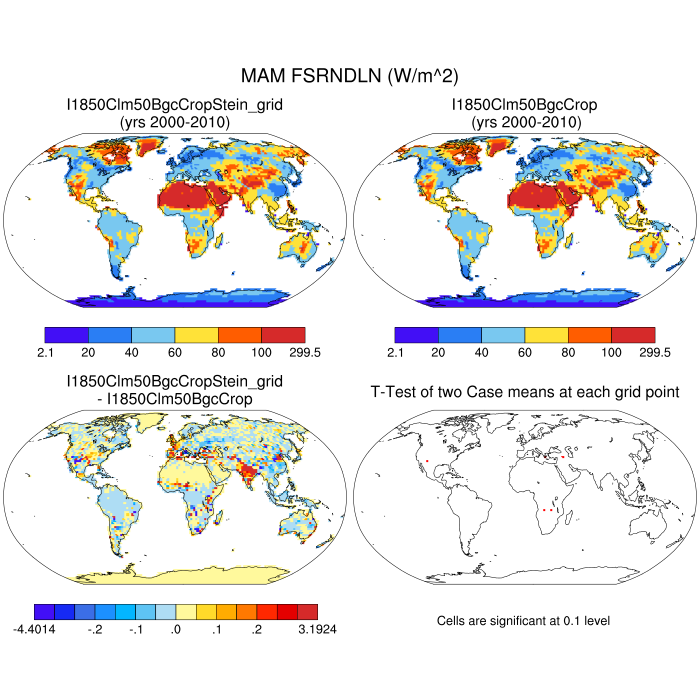 MAM FSRNDLN (W/m^2)
I1850Clm50BgcCropStein_grid
(yrs 2000-2010)
I1850Clm50BgcCrop
(yrs 2000-2010)
2.1 20 40 60 80 100 299.5
2.1 20 40 60 80 100 299.5
I1850Clm50BgcCropStein_grid
- I1850Clm50BgcCrop
T-Test of two Case means at each grid point
-4.4014 -.2 -.1 .0 .1 .2 3.1924
Cells are significant at 0.1 level